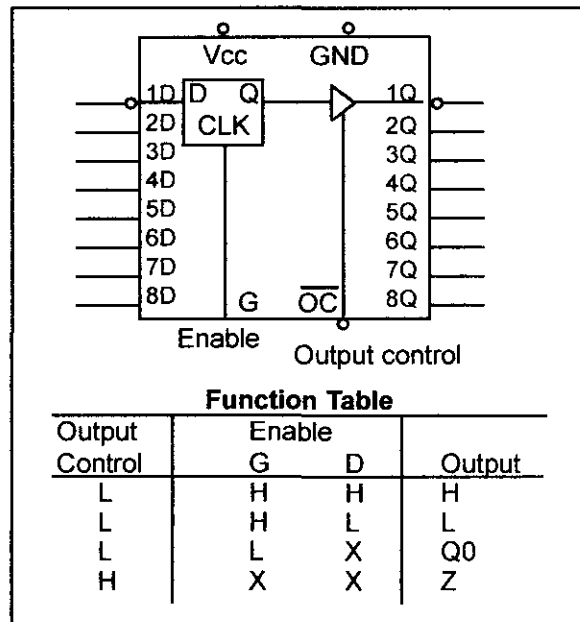 Vcc GND
1D D Q 1Q
2D CLK 2Q
3D 3Q
4D 4Q
5D 5Q
6D 6Q
7D 7Q
8D G OC 8Q
Enable
Output control
Function Table
Output Enable
Control G D Output
L H H H
L H L L
L L X Q0
H X X Z